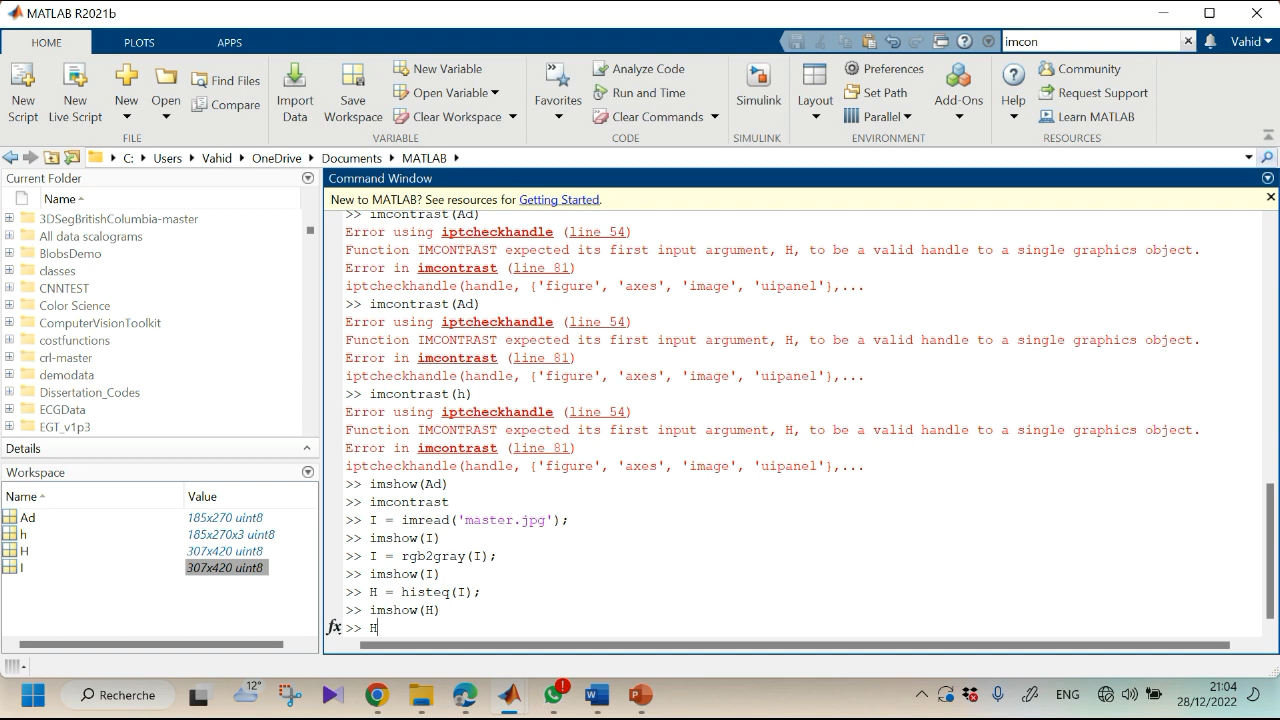 MATLAB R2021b
HOME PLOTS APPS imcon Vahid
New Script New Live Script New Open Find Files Compare Import Data Save Workspace New Variable Open Variable Clear Workspace Favorites Analyze Code Run and Time Clear Commands Simulink Layout Preferences Set Path Parallel Add-Ons Help Community Request Support Learn MATLAB
FILE VARIABLE CODE SIMULINK ENVIRONMENT RESOURCES
C: Users Vahid OneDrive Documents MATLAB
Current Folder
Name
3DSegBritishColumbia-master
All data scalograms
BlobsDemo
classes
CNNTEST
Color Science
ComputerVisionToolkit
costfunctions
crl-master
demodata
Dissertation_Codes
ECGData
EGT_v1p3
Details
Workspace
Name Value
Ad 185x270 uint8
h 185x270x3 uint8
H 307x420 uint8
I 307x420 uint8
Command Window
New to MATLAB? See resources for Getting Started.
>> imcontrast(Ad)
Error using iptcheckhandle (line 54)
Function IMCONTRAST expected its first input argument, H, to be a valid handle to a single graphics object.
Error in imcontrast (line 81)
iptcheckhandle(handle, {'figure', 'axes', 'image', 'uipanel'},...
>> imcontrast(Ad)
Error using iptcheckhandle (line 54)
Function IMCONTRAST expected its first input argument, H, to be a valid handle to a single graphics object.
Error in imcontrast (line 81)
iptcheckhandle(handle, {'figure', 'axes', 'image', 'uipanel'},...
>> imcontrast(h)
Error using iptcheckhandle (line 54)
Function IMCONTRAST expected its first input argument, H, to be a valid handle to a single graphics object.
Error in imcontrast (line 81)
iptcheckhandle(handle, {'figure', 'axes', 'image', 'uipanel'},...
>> imshow(Ad)
>> imcontrast
>> I = imread('master.jpg');
>> imshow(I)
>> I = rgb2gray(I);
>> imshow(I)
>> H = histeq(I);
>> imshow(H)
fx >> H
Recherche 12° ENG 21:04
28/12/2022